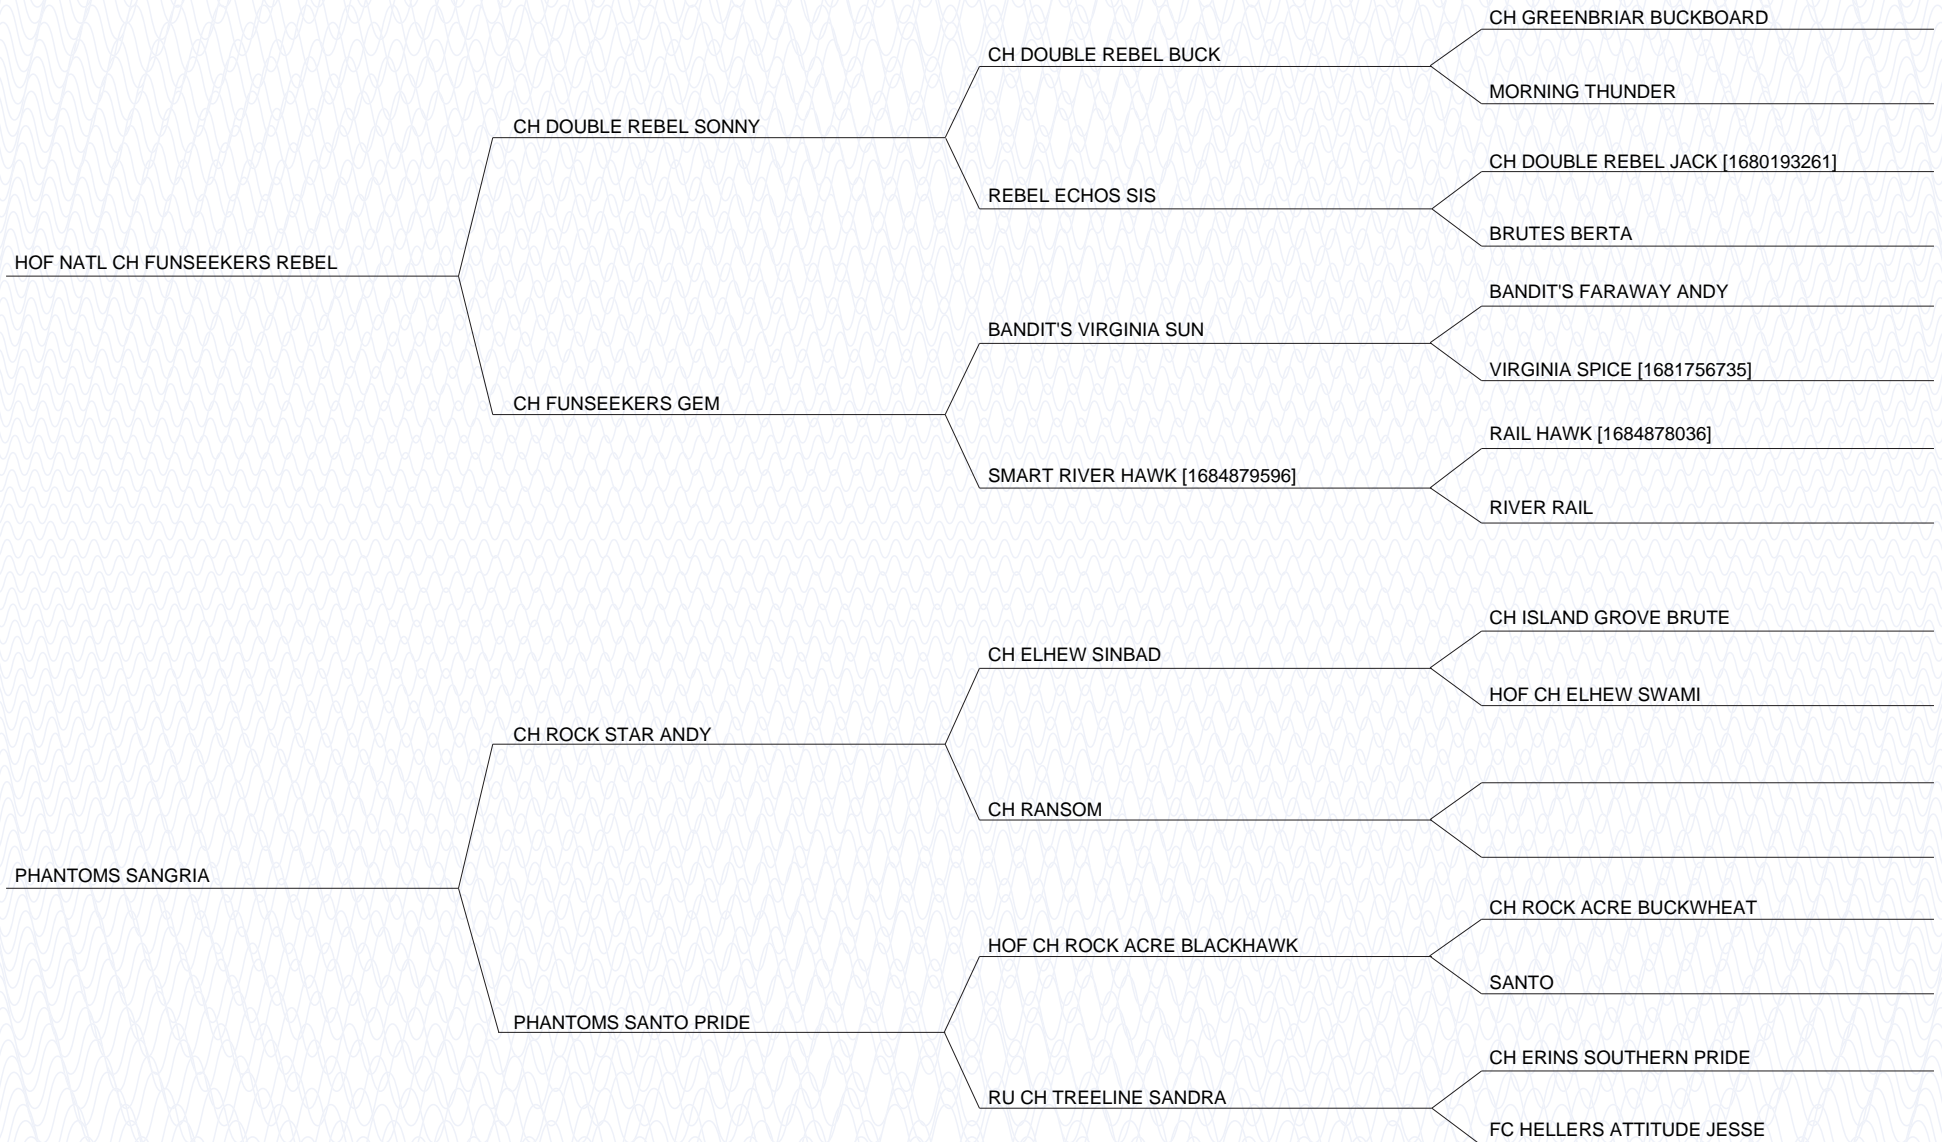 CH GREENBRIAR BUCKBOARD
CH DOUBLE REBEL BUCK
MORNING THUNDER
CH DOUBLE REBEL SONNY
CH DOUBLE REBEL JACK [1680193261]
REBEL ECHOS SIS
BRUTES BERTA
HOF NATL CH FUNSEEKERS REBEL
BANDIT'S FARAWAY ANDY
BANDIT'S VIRGINIA SUN
VIRGINIA SPICE [1681756735]
CH FUNSEEKERS GEM
RAIL HAWK [1684878036]
SMART RIVER HAWK [1684879596]
RIVER RAIL
CH ISLAND GROVE BRUTE
CH ELHEW SINBAD
HOF CH ELHEW SWAMI
CH ROCK STAR ANDY
CH RANSOM
PHANTOMS SANGRIA
CH ROCK ACRE BUCKWHEAT
HOF CH ROCK ACRE BLACKHAWK
SANTO
PHANTOMS SANTO PRIDE
CH ERINS SOUTHERN PRIDE
RU CH TREELINE SANDRA
FC HELLERS ATTITUDE JESSE